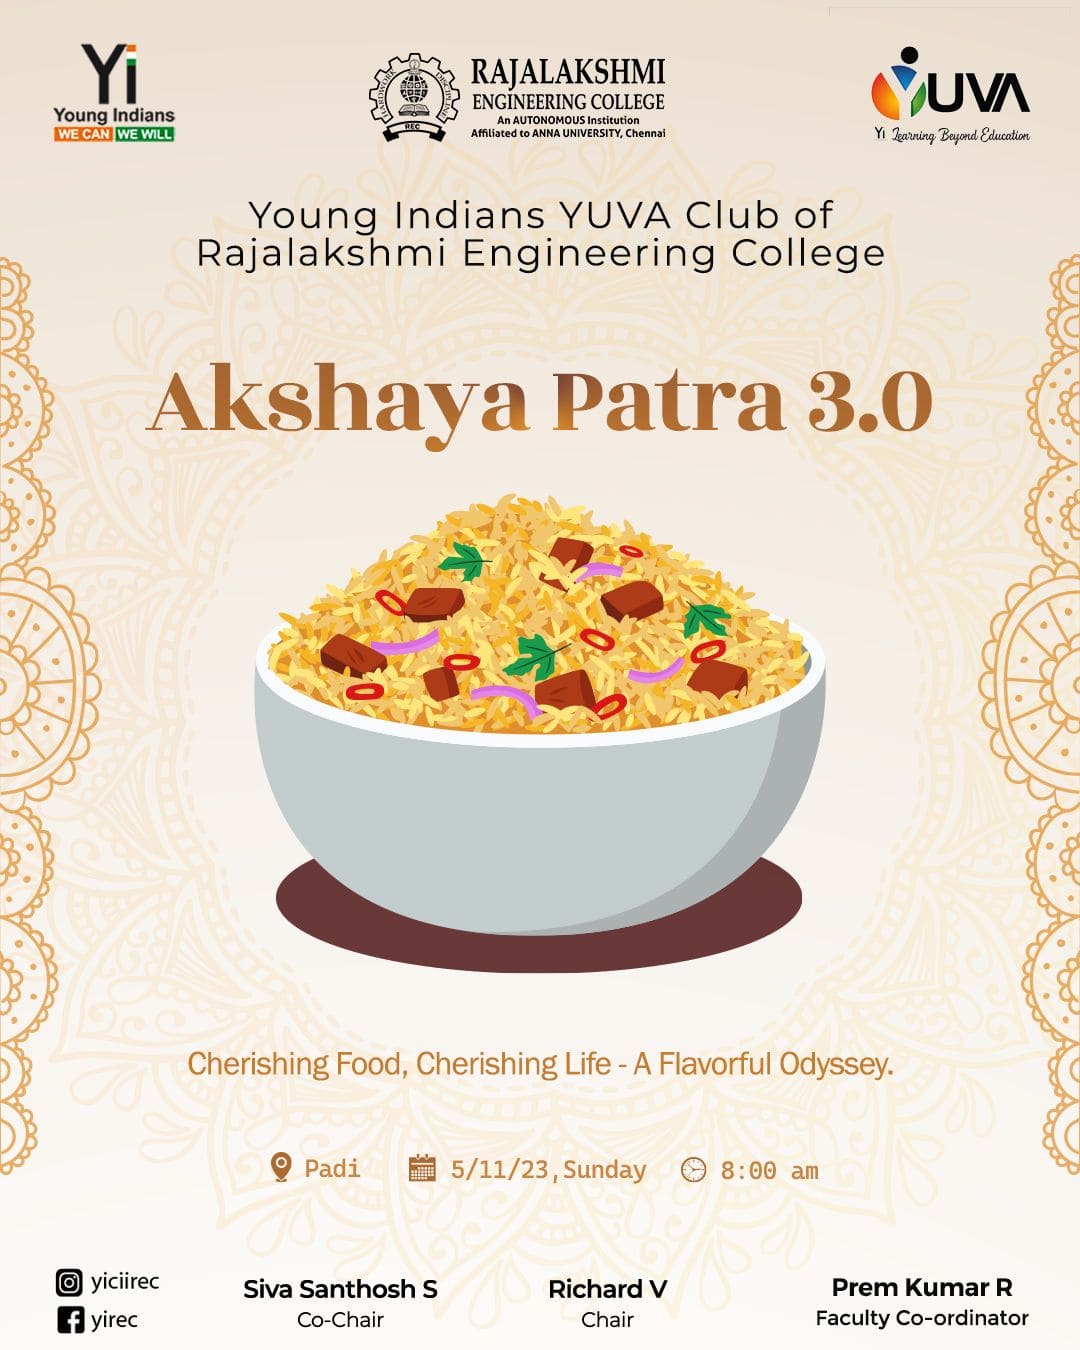 Yi
Young Indians
WE CAN WE WILL
HARDWORK DISCIPLINE
REC
RAJALAKSHMI
ENGINEERING COLLEGE
An AUTONOMOUS Institution
Affiliated to ANNA UNIVERSITY, Chennai
YUVA
Yi Learning Beyond Education
Young Indians YUVA Club of
Rajalakshmi Engineering College
Akshaya Patra 3.0
Cherishing Food, Cherishing Life - A Flavorful Odyssey.
Padi 5/11/23, Sunday 8:00 am
yiciirec
yirec
Siva Santhosh S
Co-Chair
Richard V
Chair
Prem Kumar R
Faculty Co-ordinator